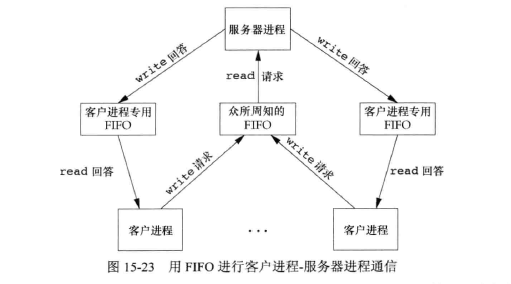 服务器进程
write 回答
read 请求
write 回答
客户进程专用
FIFO
众所周知的
FIFO
客户进程专用
FIFO
read 回答
write 请求
write 请求
read 回答
客户进程
...
客户进程
图 15-23 用 FIFO 进行客户进程-服务器进程通信